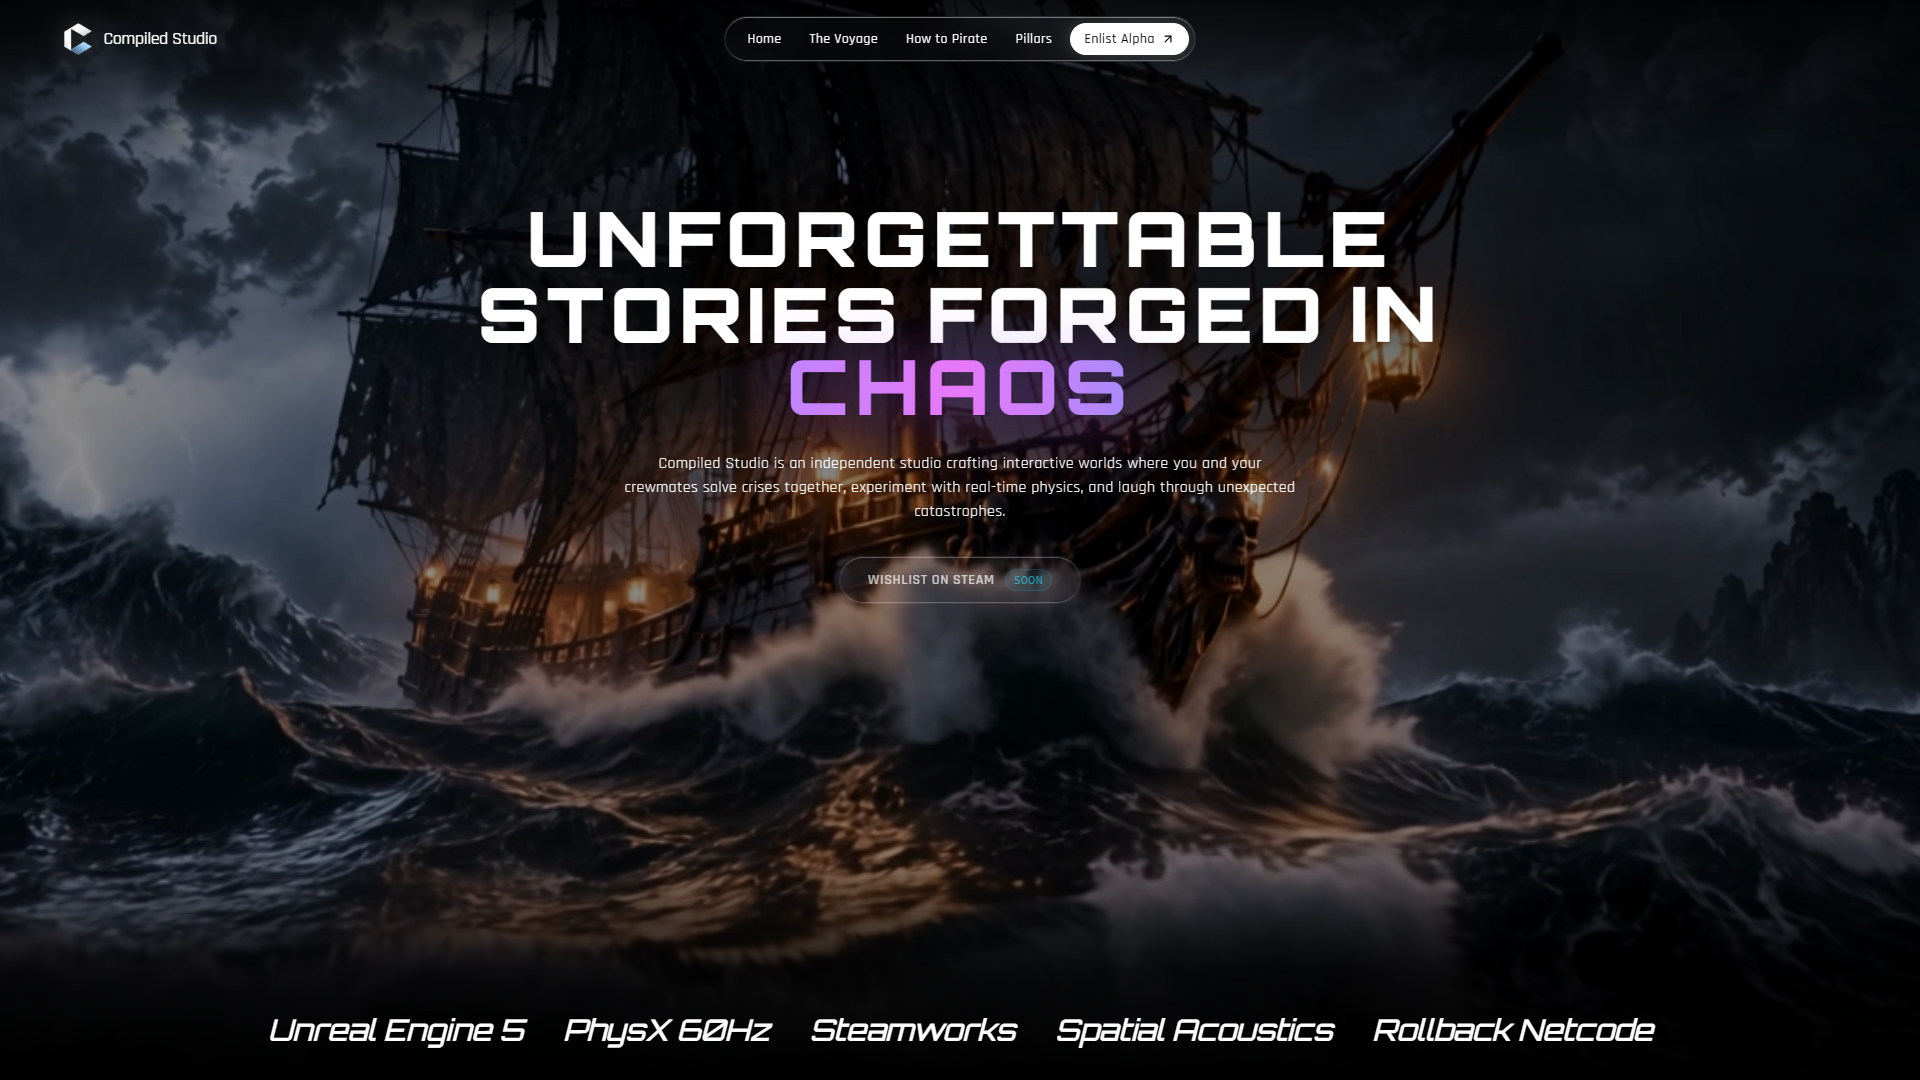 Compiled Studio
Home The Voyage How to Pirate Pillars Enlist Alpha
UNFORGETTABLE
STORIES FORGED IN
CHAOS
Compiled Studio is an independent studio crafting interactive worlds where you and your
crewmates solve crises together, experiment with real-time physics, and laugh through unexpected
catastrophes.
WISHLIST ON STEAM SOON
Unreal Engine 5 PhysX 60Hz Steamworks Spatial Acoustics Rollback Netcode